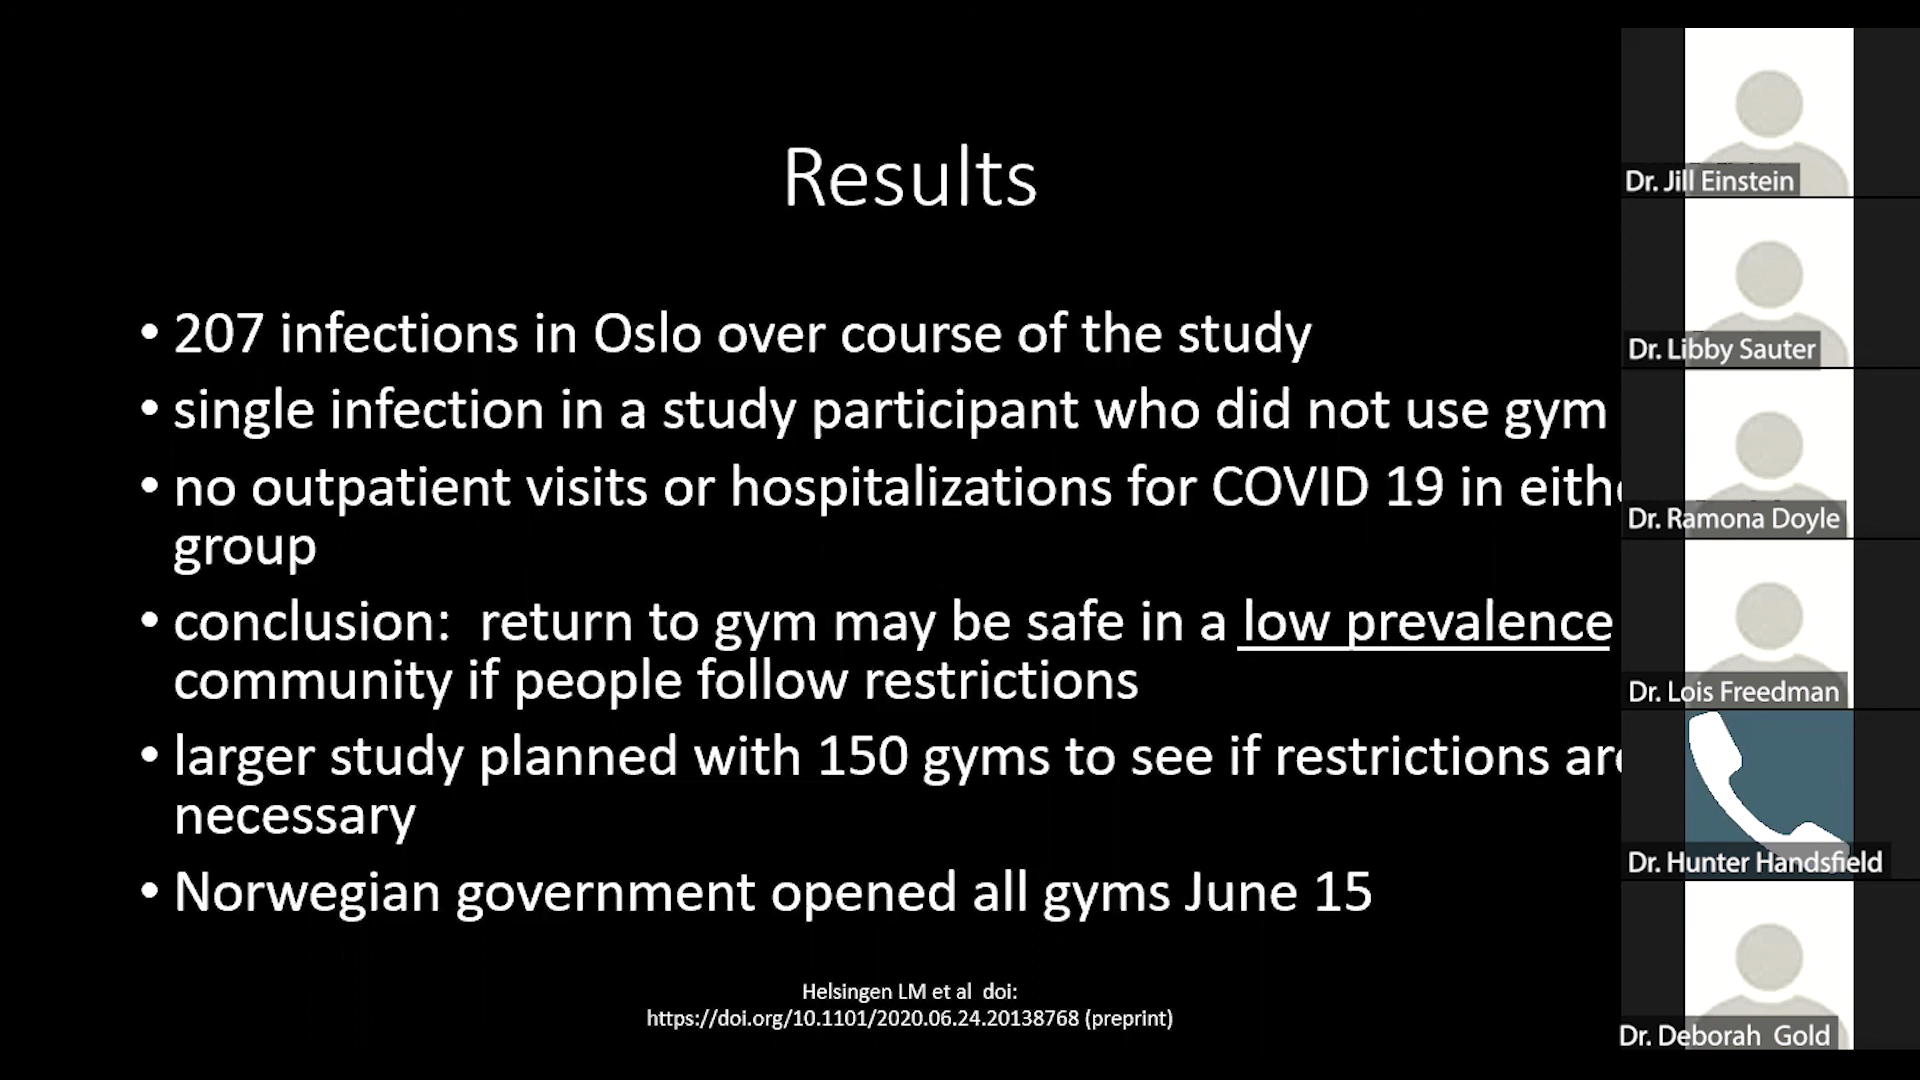 Results
• 207 infections in Oslo over course of the study
• single infection in a study participant who did not use gym
• no outpatient visits or hospitalizations for COVID 19 in
group
• conclusion:  return to gym may be safe in a low prevalence
community if people follow restrictions
• larger study planned with 150 gyms to see if restrictions
necessary
• Norwegian government opened all gyms June 15
Helsingen LM et al  doi:
https://doi.org/10.1101/2020.06.24.20138768 (preprint)
Dr. Jill Einstein
Dr. Libby Sauter
Dr. Ramona Doyle
Dr. Lois Freedman
Dr. Hunter Handsfield
Dr. Deborah  Gold